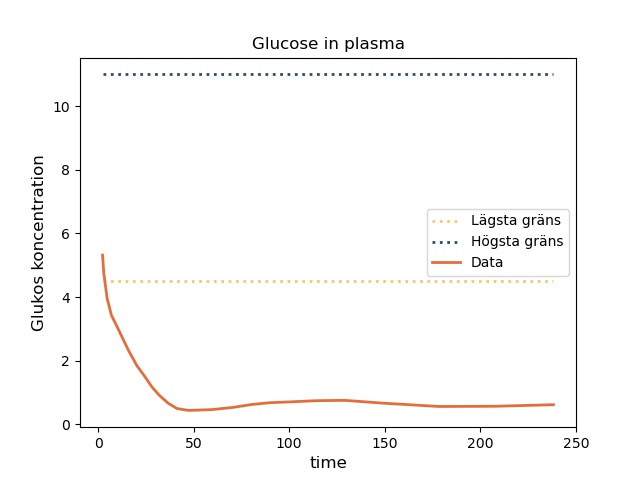 Glucose in plasma
Glukos koncentration
10
8
6
4
2
0
Lägsta gräns
Högsta gräns
Data
0 50 100 150 200 250
time